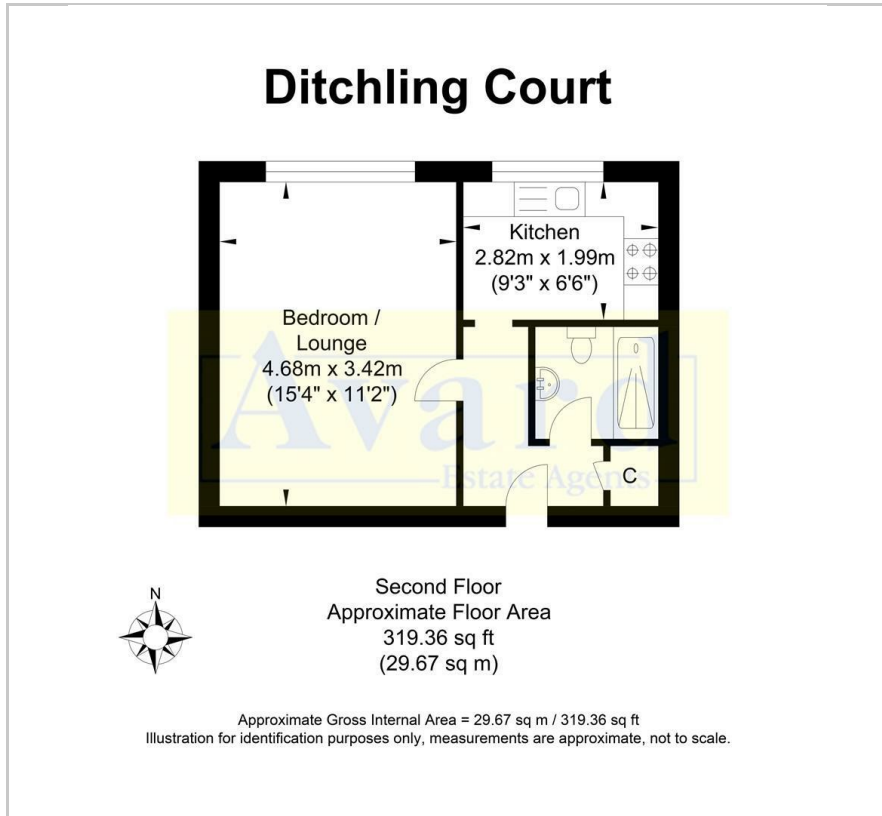 Ditchling Court
Kitchen
2.82m x 1.99m
(9'3" x 6'6")
Bedroom /
Lounge
4.68m x 3.42m
(15'4" x 11'2")
Avard
Estate Agents
C
N
Second Floor
Approximate Floor Area
319.36 sq ft
(29.67 sq m)
Approximate Gross Internal Area = 29.67 sq m / 319.36 sq ft
Illustration for identification purposes only, measurements are approximate, not to scale.